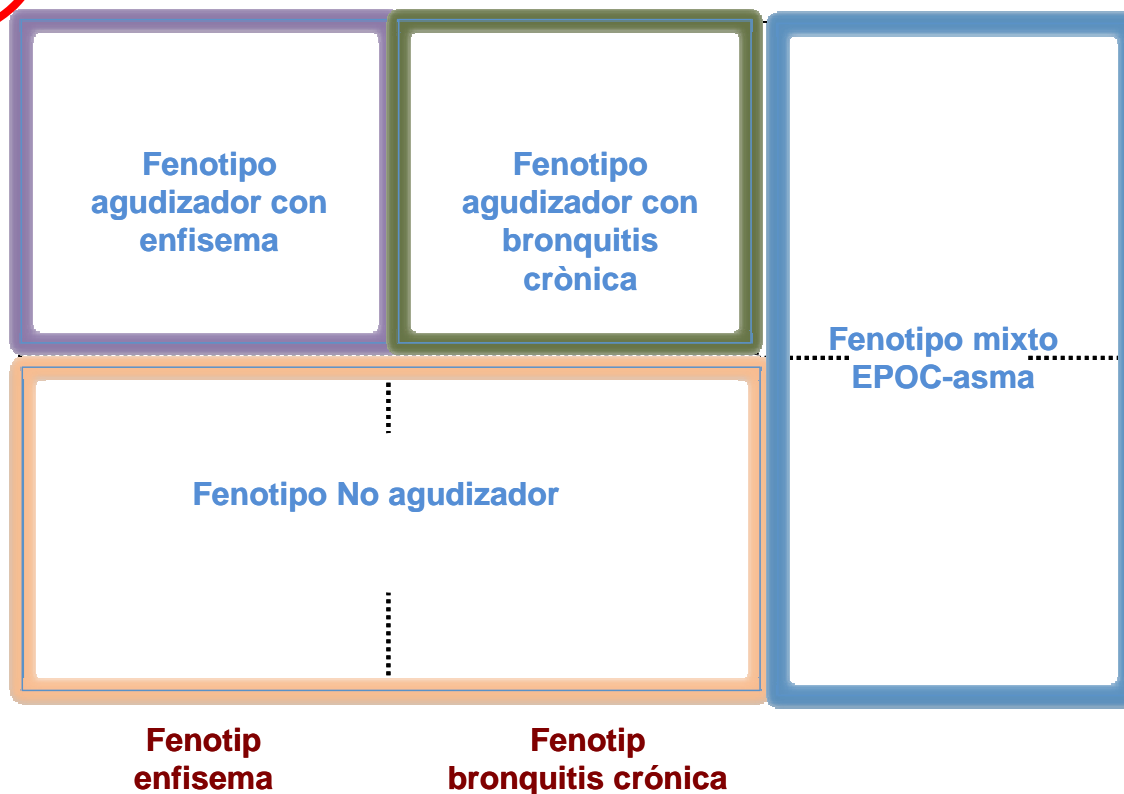 Fenotipo
agudizador con
enfisema
Fenotipo
agudizador con
bronquitis
crònica
Fenotipo mixto
EPOC-asma
Fenotipo No agudizador
Fenotip
enfisema
Fenotip
bronquitis crónica